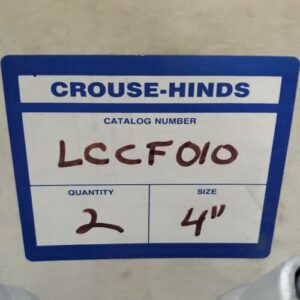 CROUSE-HINDS
CATALOG NUMBER
LCCF010
QUANTITY SIZE
2 4"